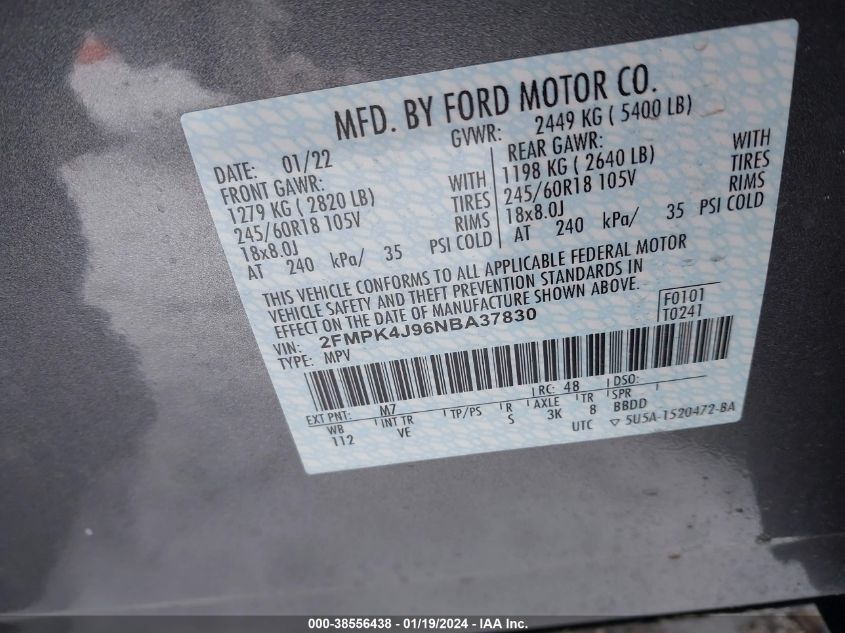 MFD. BY FORD MOTOR CO.
DATE: 01/22 GVWR: 2449 KG ( 5400 LB)
FRONT GAWR:
1279 KG ( 2820 LB) WITH
245/60R18 105V TIRES
18x8.0J RIMS
AT 240 kPa/ 35 PSI COLD
REAR GAWR:
1198 KG ( 2640 LB) WITH
245/60R18 105V TIRES
18x8.0J RIMS
AT 240 kPa/ 35 PSI COLD
THIS VEHICLE CONFORMS TO ALL APPLICABLE FEDERAL MOTOR
VEHICLE SAFETY AND THEFT PREVENTION STANDARDS IN
EFFECT ON THE DATE OF MANUFACTURE SHOWN ABOVE.
VIN: 2FMPK4J96NBA37830
TYPE: MPV
F0101
T0241
EXT PNT: M7 RC: 48 DSO:
WB INT TR TP/PS R AXLE TR SPR
112 VE S 3K 8 BBDD
UTC ▽ 5U5A-1520472-BA
000-38556438 - 01/19/2024 - IAA Inc.